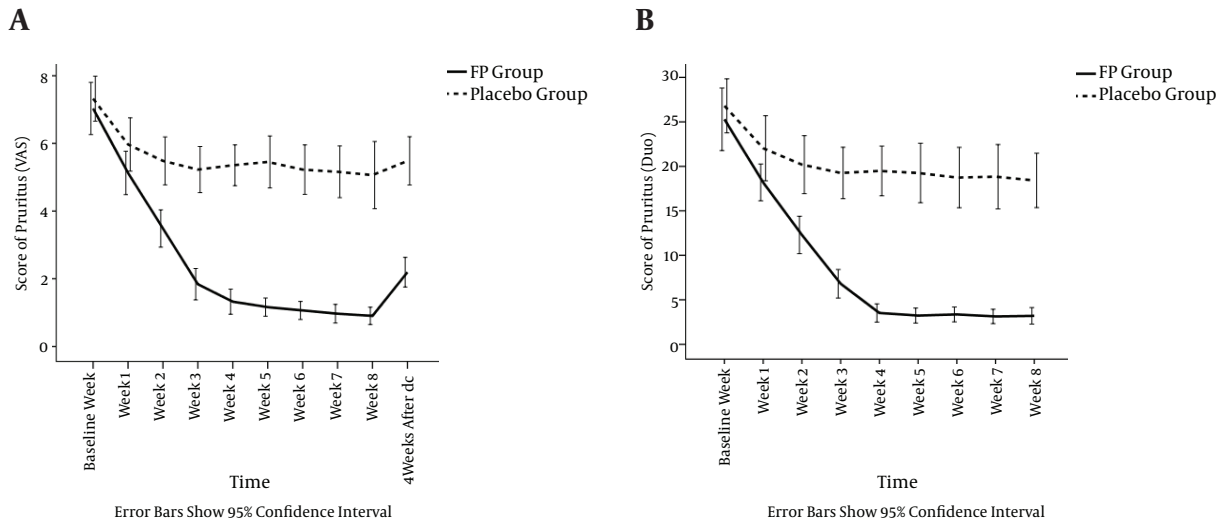 A
FP Group
Placebo Group
Score of Pruritus (VAS)
8
6
4
2
0
Baseline Week
Week 1
Week 2
Week 3
Week 4
Week 5
Week 6
Week 7
Week 8
4Weeks After dc
Time
Error Bars Show 95% Confidence Interval
B
FP Group
Placebo Group
Score of Pruritus (Duo)
30
25
20
15
10
5
0
Baseline Week
Week 1
Week 2
Week 3
Week 4
Week 5
Week 6
Week 7
Week 8
Time
Error Bars Show 95% Confidence Interval